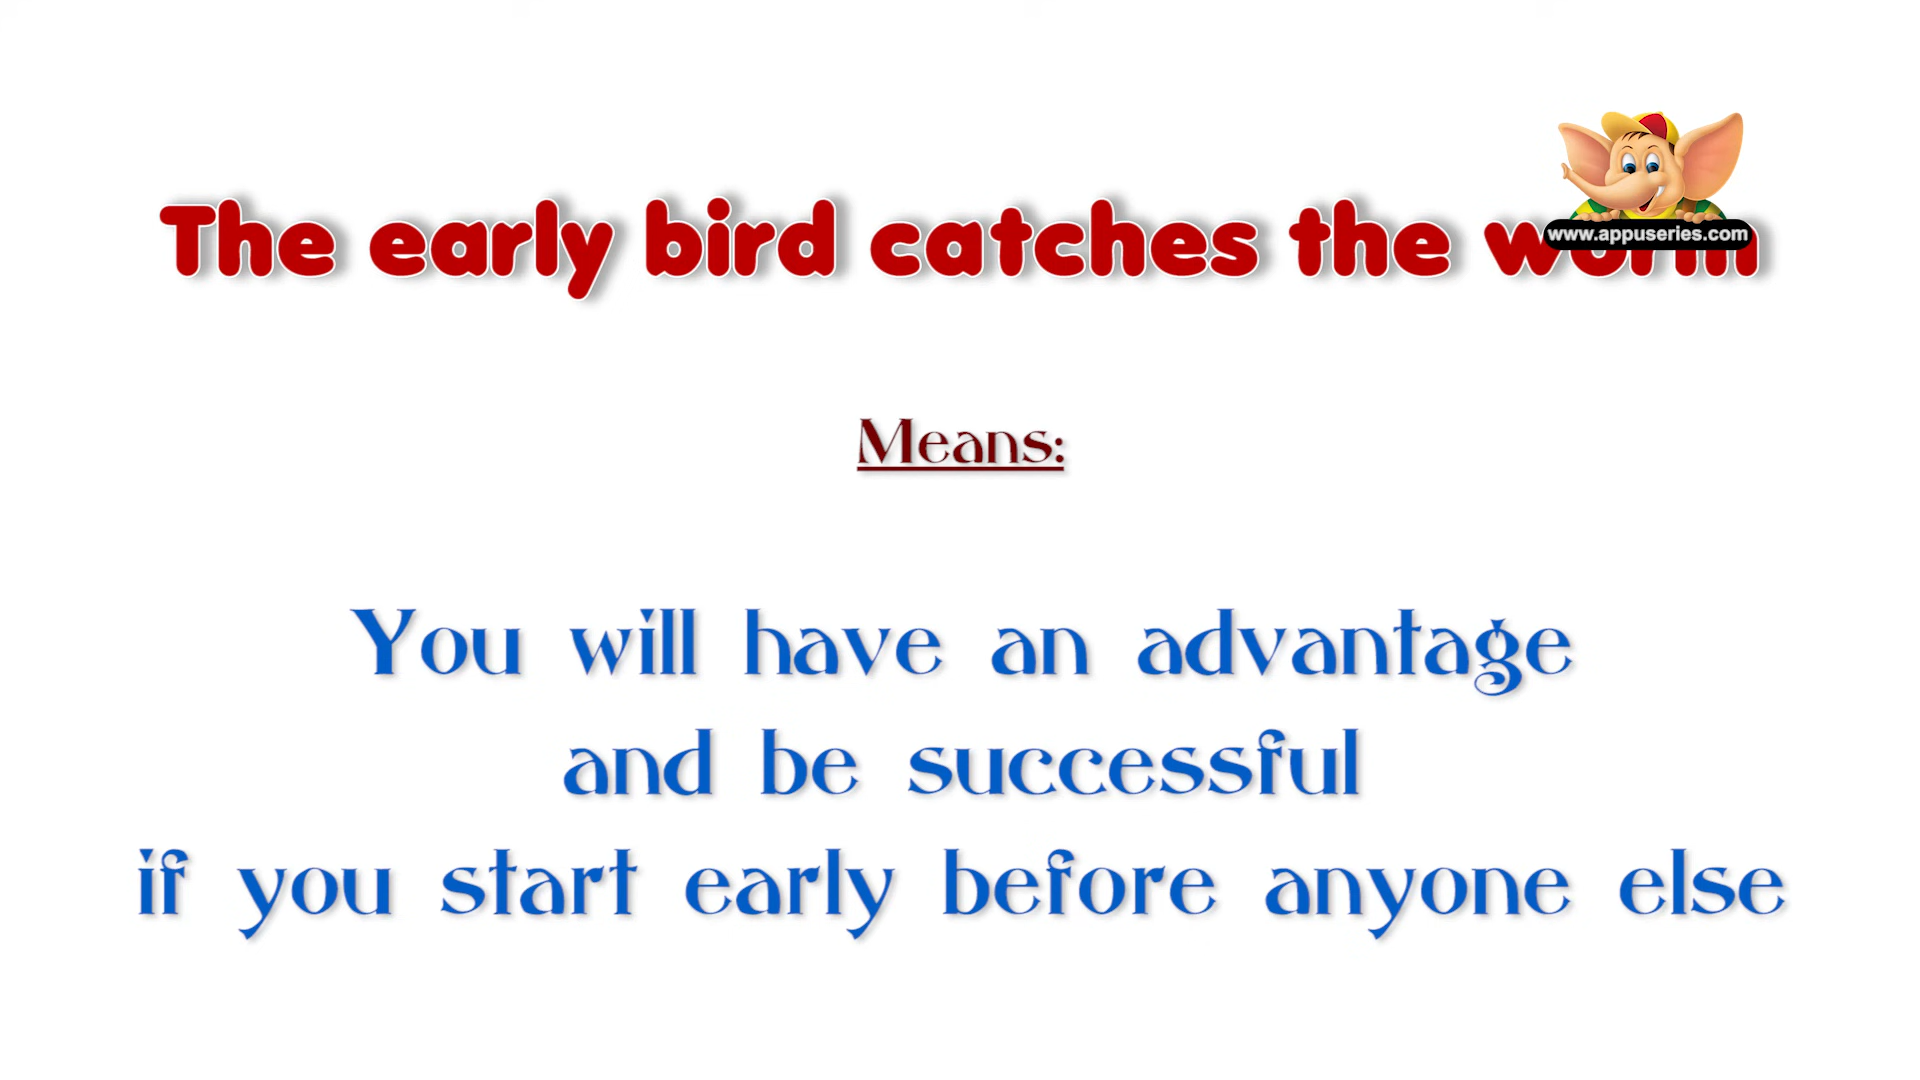 The early bird catches the worm
www.appuseries.com
Means:
You will have an advantage
and be successful
if you start early before anyone else